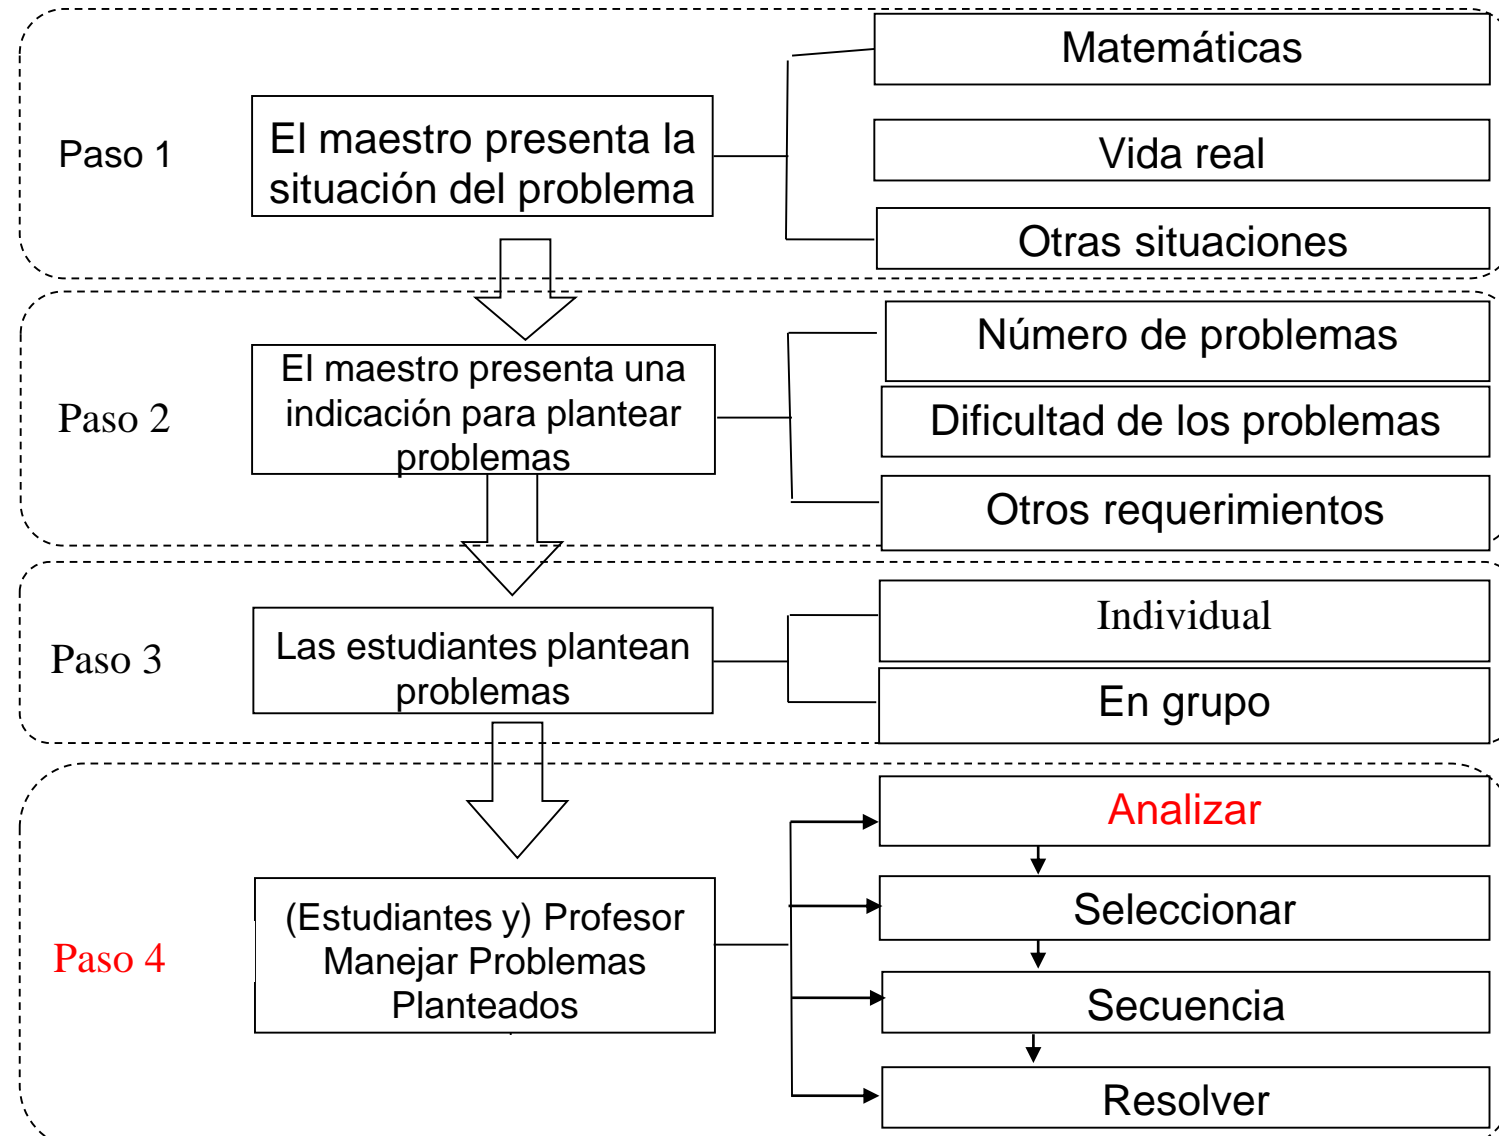 Paso 1
El maestro presenta la
situación del problema
Matemáticas
Vida real
Otras situaciones
Paso 2
El maestro presenta una
indicación para plantear
problemas
Número de problemas
Dificultad de los problemas
Otros requerimientos
Paso 3
Las estudiantes plantean
problemas
Individual
En grupo
Paso 4
(Estudiantes y) Profesor
Manejar Problemas
Planteados
Analizar
Seleccionar
Secuencia
Resolver